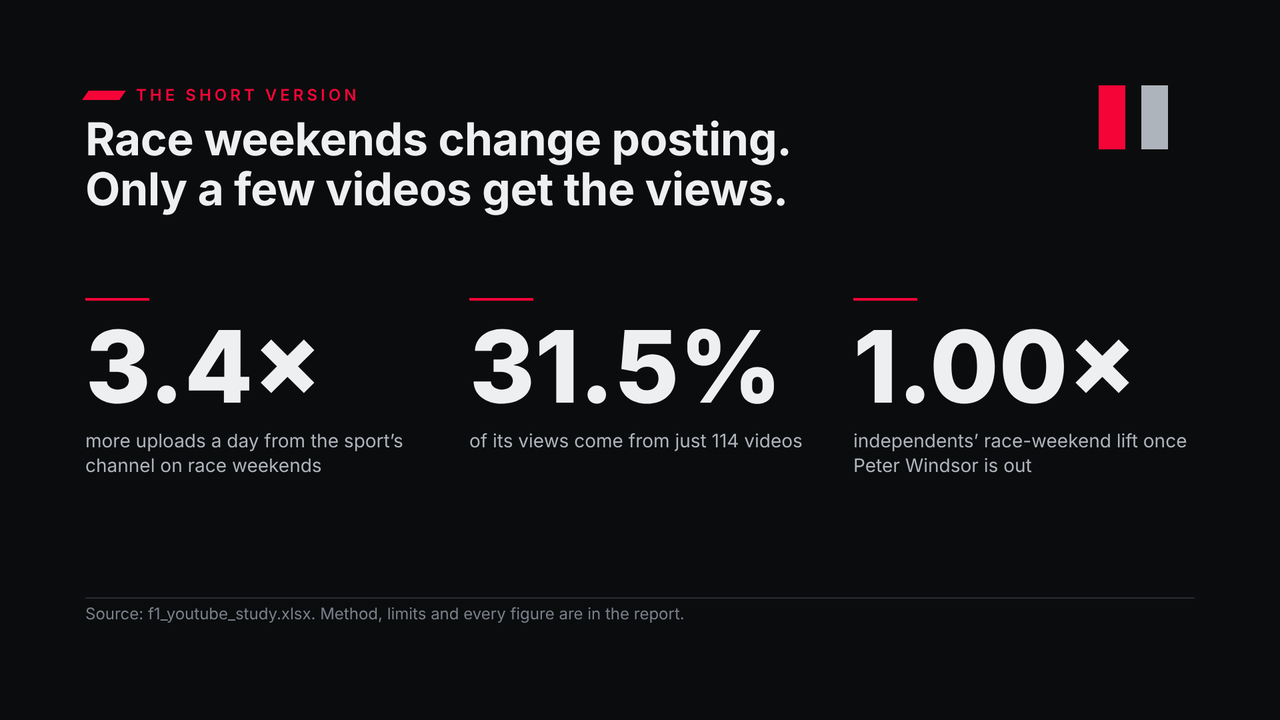 THE SHORT VERSION
Race weekends change posting.
Only a few videos get the views.
3.4×
more uploads a day from the sport’s
channel on race weekends
31.5%
of its views come from just 114 videos
1.00×
independents’ race-weekend lift once
Peter Windsor is out
Source: f1_youtube_study.xlsx. Method, limits and every figure are in the report.